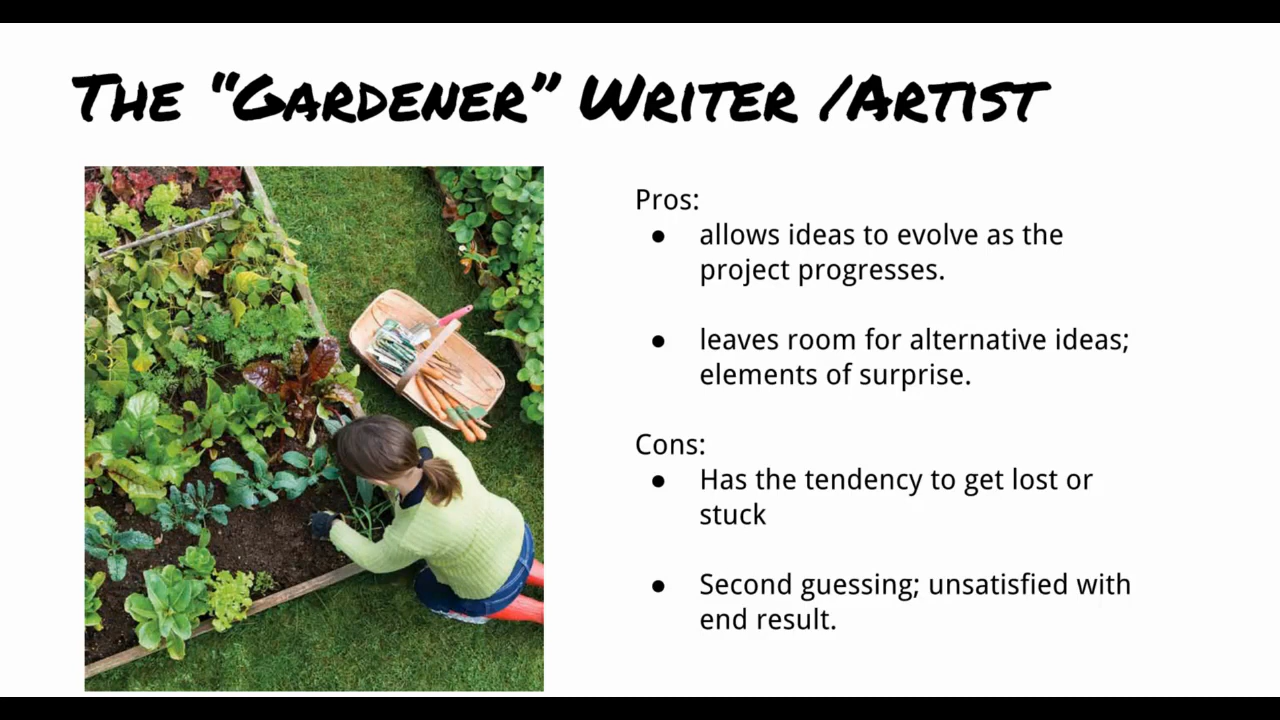 The “Gardener” Writer /Artist
Pros:
● allows ideas to evolve as the
project progresses.
● leaves room for alternative ideas;
elements of surprise.
Cons:
● Has the tendency to get lost or
stuck
● Second guessing; unsatisfied with
end result.